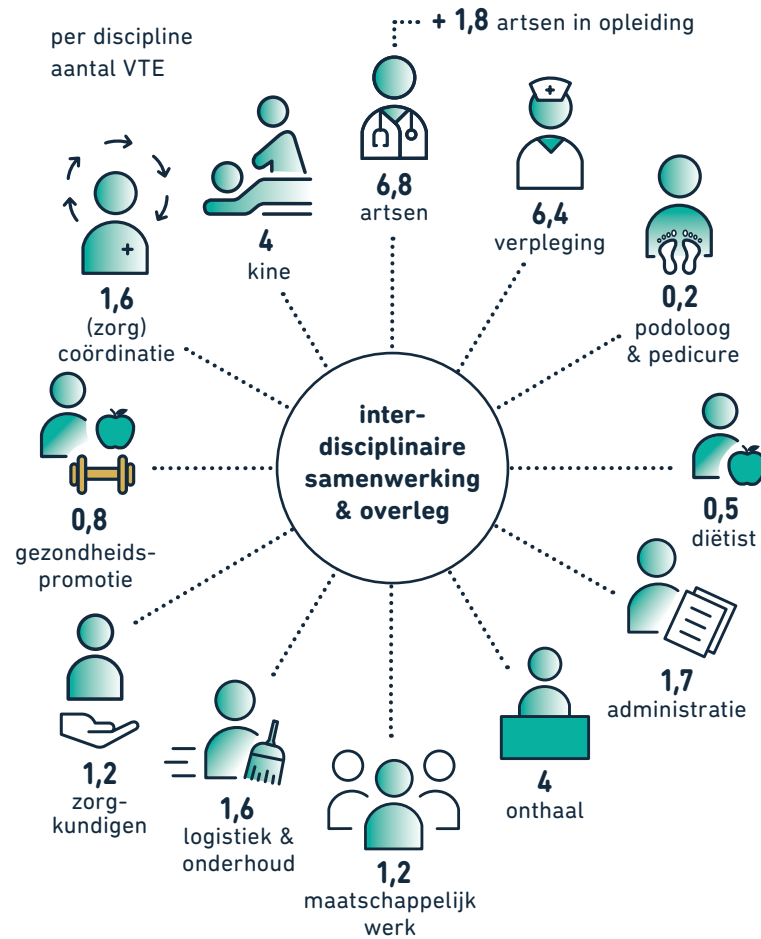 per discipline
aantal VTE
+ 1,8 artsen in opleiding
6,8
artsen
6,4
verpleging
0,2
podoloog
& pedicure
0,5
diëtist
1,7
administratie
4
onthaal
1,2
maatschappelijk
werk
1,6
logistiek &
onderhoud
1,2
zorg-
kundigen
0,8
gezondheids-
promotie
1,6
(zorg)
coördinatie
4
kine
inter-
disciplinaire
samenwerking
& overleg